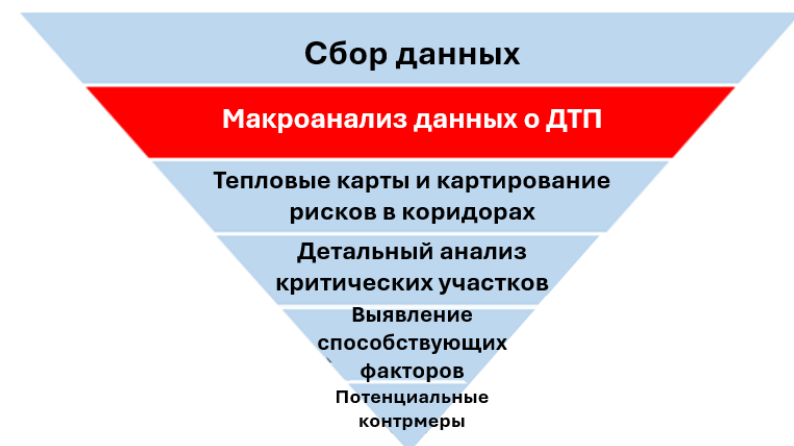 Сбор данных
Макроанализ данных о ДТП
Тепловые карты и картирование
рисков в коридорах
Детальный анализ
критических участков
Выявление
способствующих
факторов
Потенциальные
контрмеры